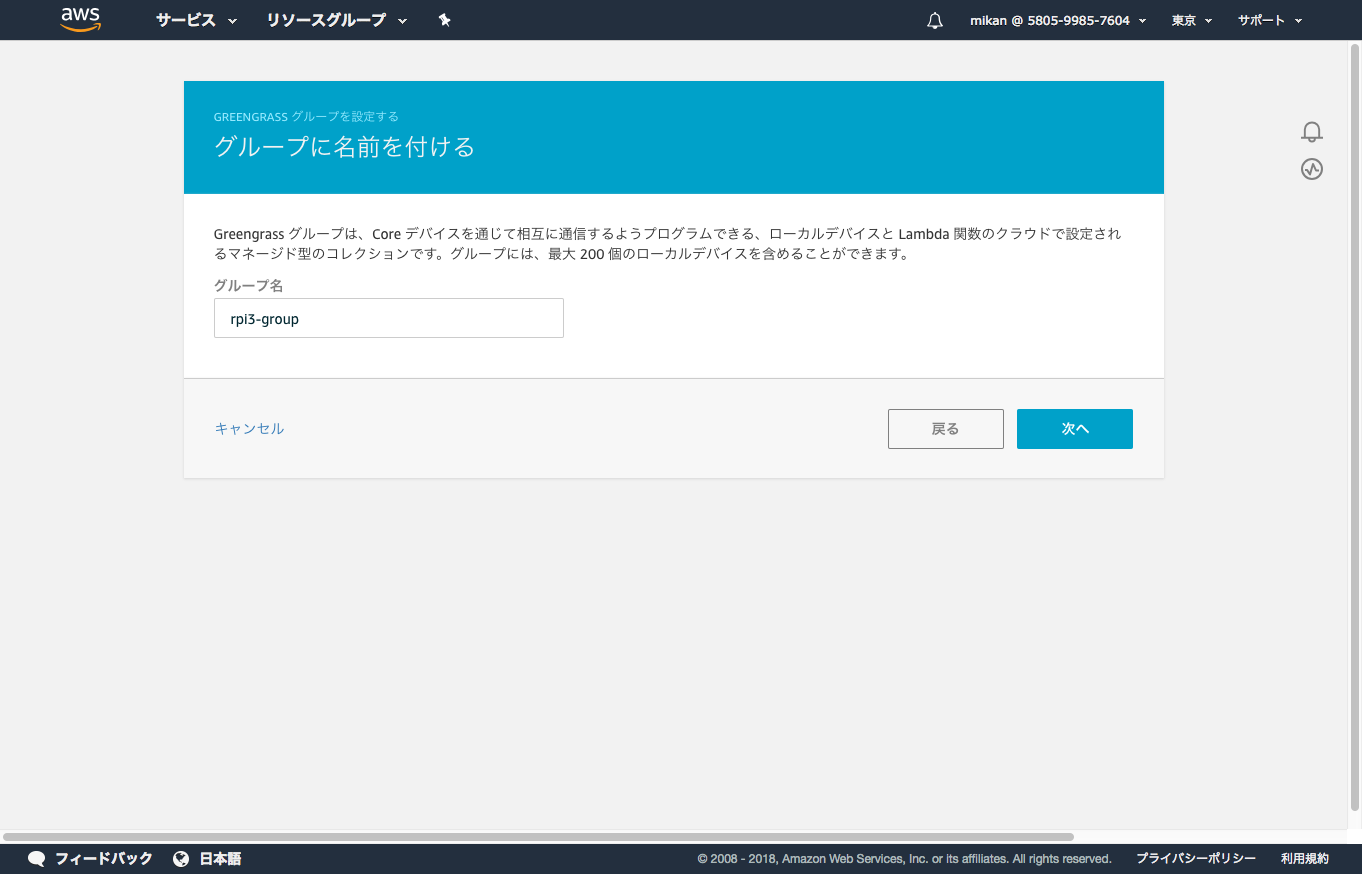 aws サービス リソースグループ mikan @ 5805-9985-7604 東京 サポート
GREENGRASS グループを設定する
グループに名前を付ける
Greengrass グループは、Core デバイスを通じて相互に通信するようプログラムできる、ローカルデバイスと Lambda 関数のクラウドで設定され
るマネージド型のコレクションです。グループには、最大 200 個のローカルデバイスを含めることができます。
グループ名
rpi3-group
キャンセル 戻る 次へ
フィードバック 日本語 © 2008 - 2018, Amazon Web Services, Inc. or its affiliates. All rights reserved. プライバシーポリシー 利用規約